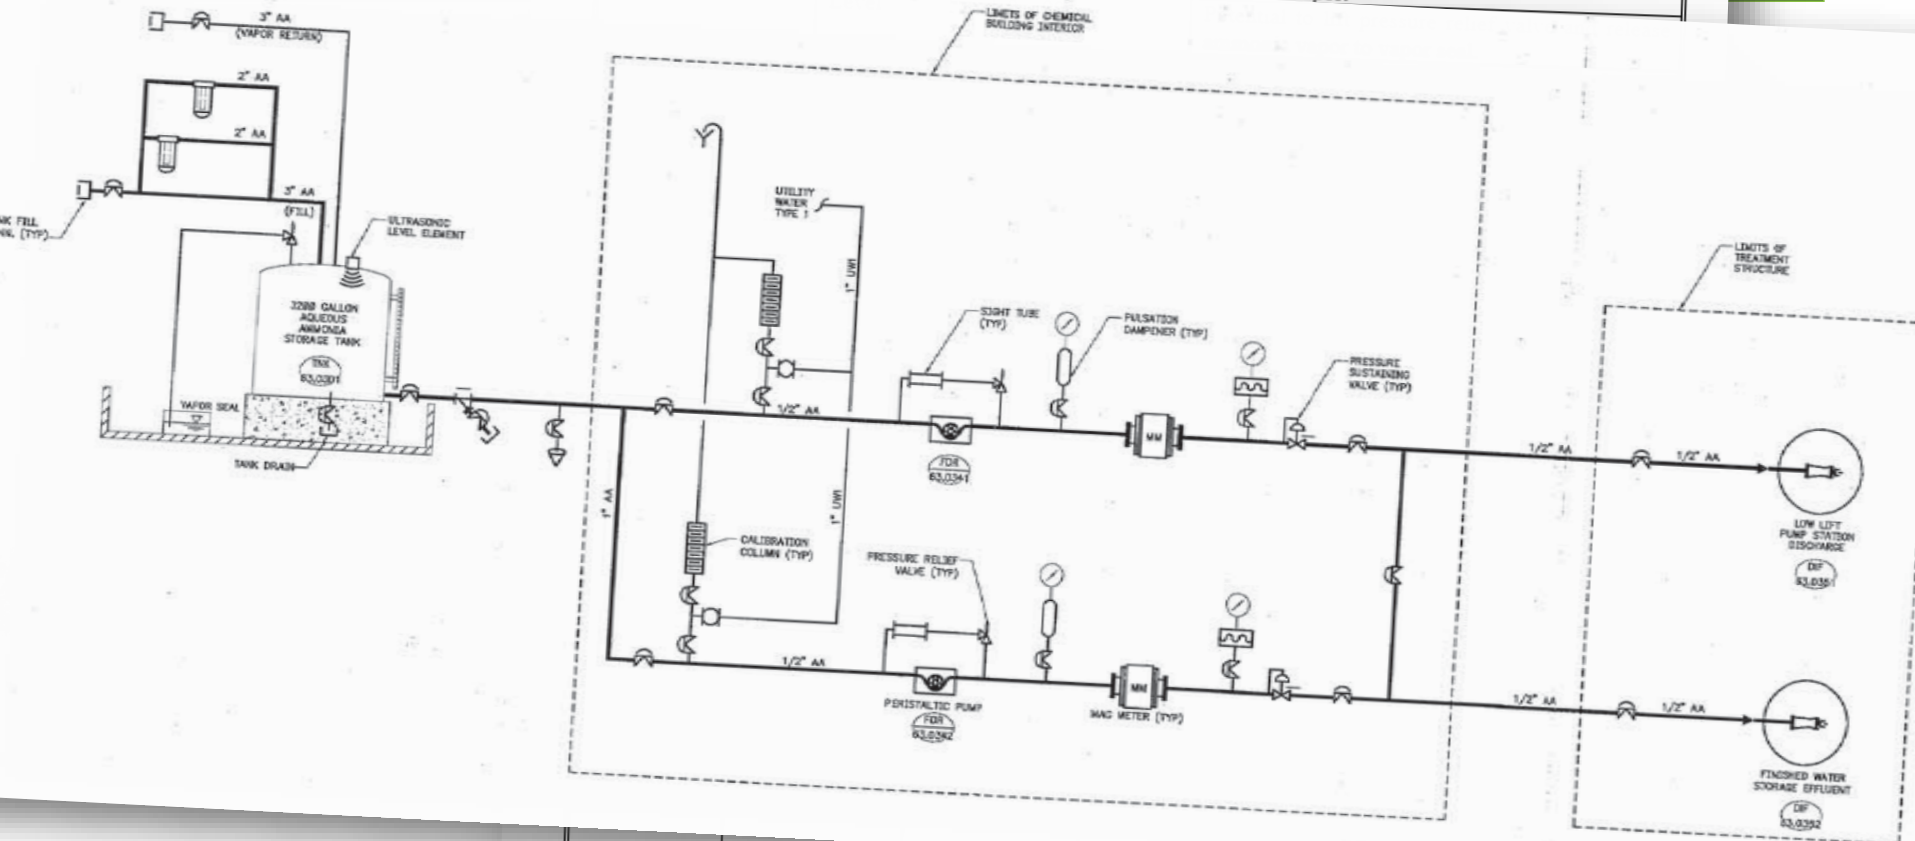 3" AA
(VAPOR RETURN)
2" AA
2" AA
3" AA
(FILL)
FILL
(TYP)
ULTRASONIC
LEVEL ELEMENT
3200 GALLON
AQUEOUS
AMMONIA
STORAGE TANK
TNK
63.0301
VAPOR SEAL
TANK DRAIN
LIMITS OF CHEMICAL
BUILDING INTERIOR
UTILITY
WATER
TYPE 1
1" UW1
SIGHT TUBE
(TYP)
PULSATION
DAMPENER (TYP)
PRESSURE
SUSTAINING
VALVE (TYP)
1/2" AA
MM
FDR
63.0341
1" AA
1" UW1
CALIBRATION
COLUMN (TYP)
PRESSURE RELIEF
VALVE (TYP)
1/2" AA
PERISTALTIC PUMP
FDR
63.0342
MM
MAG METER (TYP)
LIMITS OF
TREATMENT
STRUCTURE
1/2" AA
1/2" AA
LOW LIFT
PUMP STATION
DISCHARGE
DIF
63.0351
1/2" AA
1/2" AA
FINISHED WATER
STORAGE EFFLUENT
DIF
63.0352